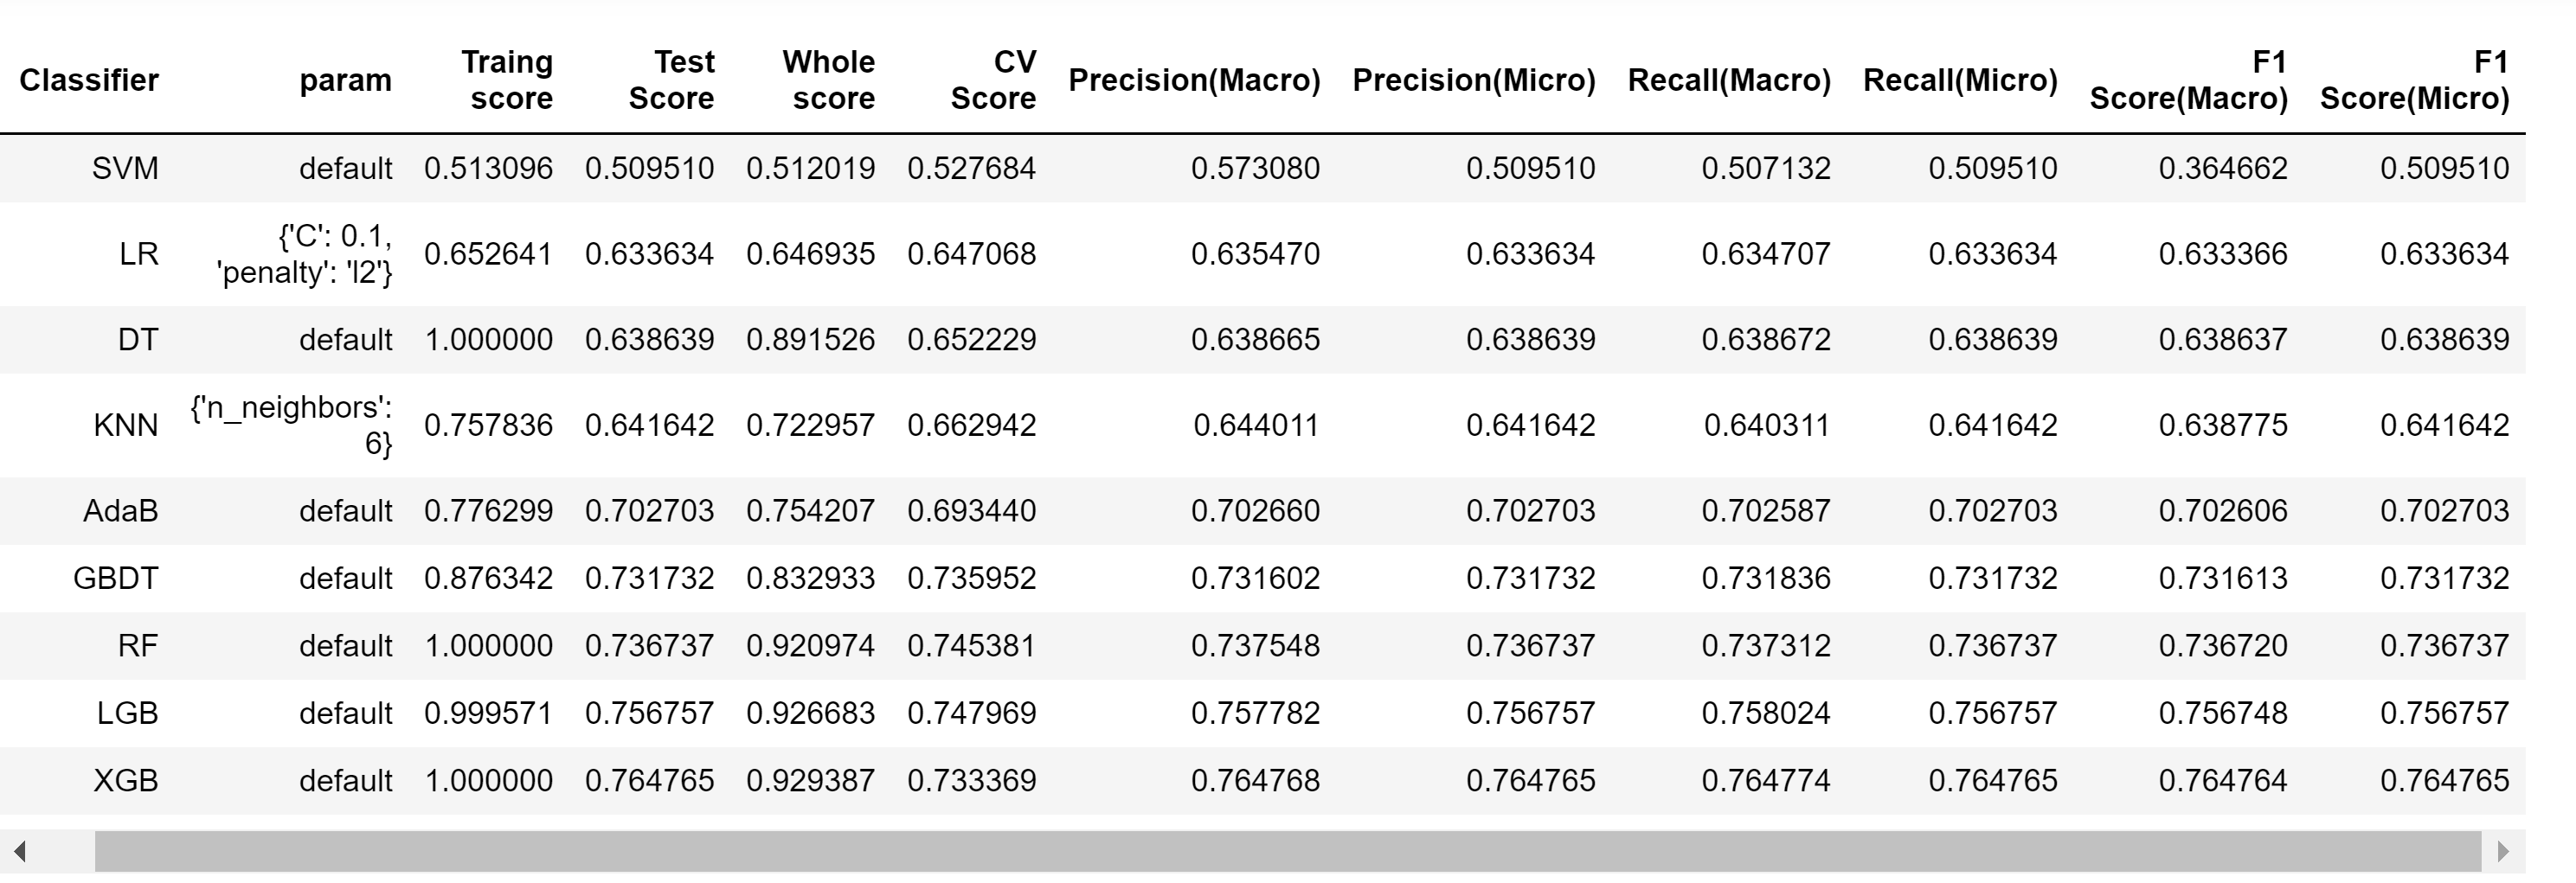 Classifier param Traing score Test Score Whole score CV Score Precision(Macro) Precision(Micro) Recall(Macro) Recall(Micro) F1 Score(Macro) F1 Score(Micro)
SVM default 0.513096 0.509510 0.512019 0.527684 0.573080 0.509510 0.507132 0.509510 0.364662 0.509510
LR {'C': 0.1, 'penalty': 'l2'} 0.652641 0.633634 0.646935 0.647068 0.635470 0.633634 0.634707 0.633634 0.633366 0.633634
DT default 1.000000 0.638639 0.891526 0.652229 0.638665 0.638639 0.638672 0.638639 0.638637 0.638639
KNN {'n_neighbors': 6} 0.757836 0.641642 0.722957 0.662942 0.644011 0.641642 0.640311 0.641642 0.638775 0.641642
AdaB default 0.776299 0.702703 0.754207 0.693440 0.702660 0.702703 0.702587 0.702703 0.702606 0.702703
GBDT default 0.876342 0.731732 0.832933 0.735952 0.731602 0.731732 0.731836 0.731732 0.731613 0.731732
RF default 1.000000 0.736737 0.920974 0.745381 0.737548 0.736737 0.737312 0.736737 0.736720 0.736737
LGB default 0.999571 0.756757 0.926683 0.747969 0.757782 0.756757 0.758024 0.756757 0.756748 0.756757
XGB default 1.000000 0.764765 0.929387 0.733369 0.764768 0.764765 0.764774 0.764765 0.764764 0.764765